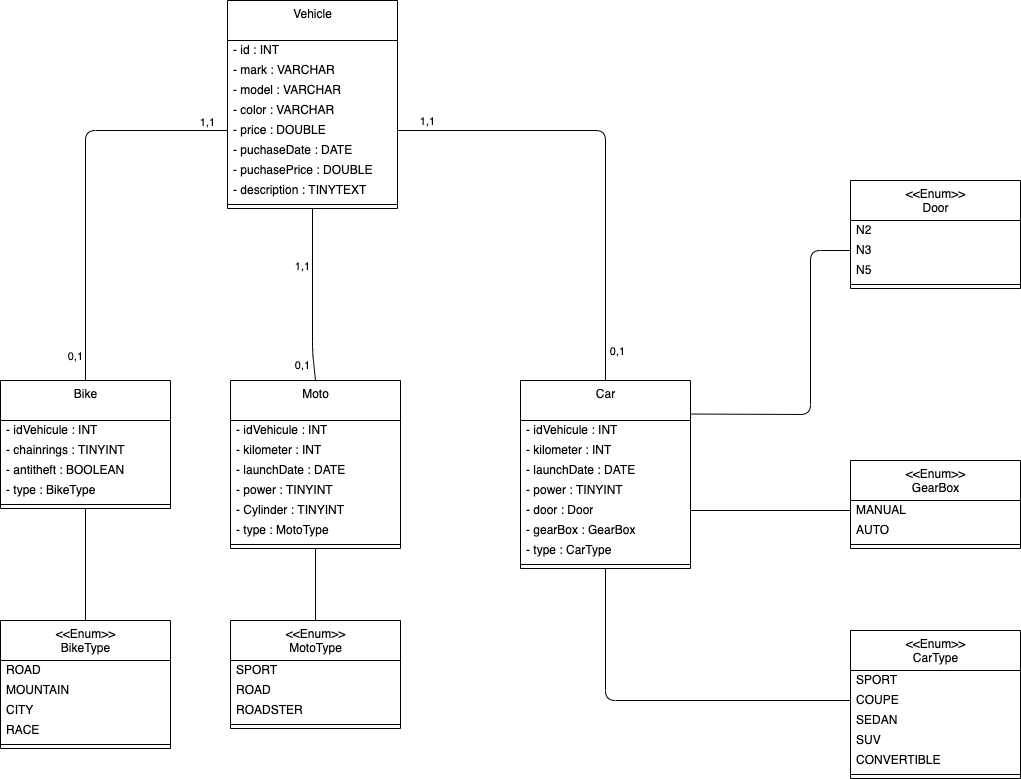 Vehicle
- id : INT
- mark : VARCHAR
- model : VARCHAR
- color : VARCHAR
- price : DOUBLE
- puchaseDate : DATE
- puchasePrice : DOUBLE
- description : TINYTEXT
1,1
1,1
1,1
0,1
0,1
0,1
Bike
- idVehicule : INT
- chainrings : TINYINT
- antitheft : BOOLEAN
- type : BikeType
Moto
- idVehicule : INT
- kilometer : INT
- launchDate : DATE
- power : TINYINT
- Cylinder : TINYINT
- type : MotoType
Car
- idVehicule : INT
- kilometer : INT
- launchDate : DATE
- power : TINYINT
- door : Door
- gearBox : GearBox
- type : CarType
<<Enum>>
Door
N2
N3
N5
<<Enum>>
GearBox
MANUAL
AUTO
<<Enum>>
BikeType
ROAD
MOUNTAIN
CITY
RACE
<<Enum>>
MotoType
SPORT
ROAD
ROADSTER
<<Enum>>
CarType
SPORT
COUPE
SEDAN
SUV
CONVERTIBLE